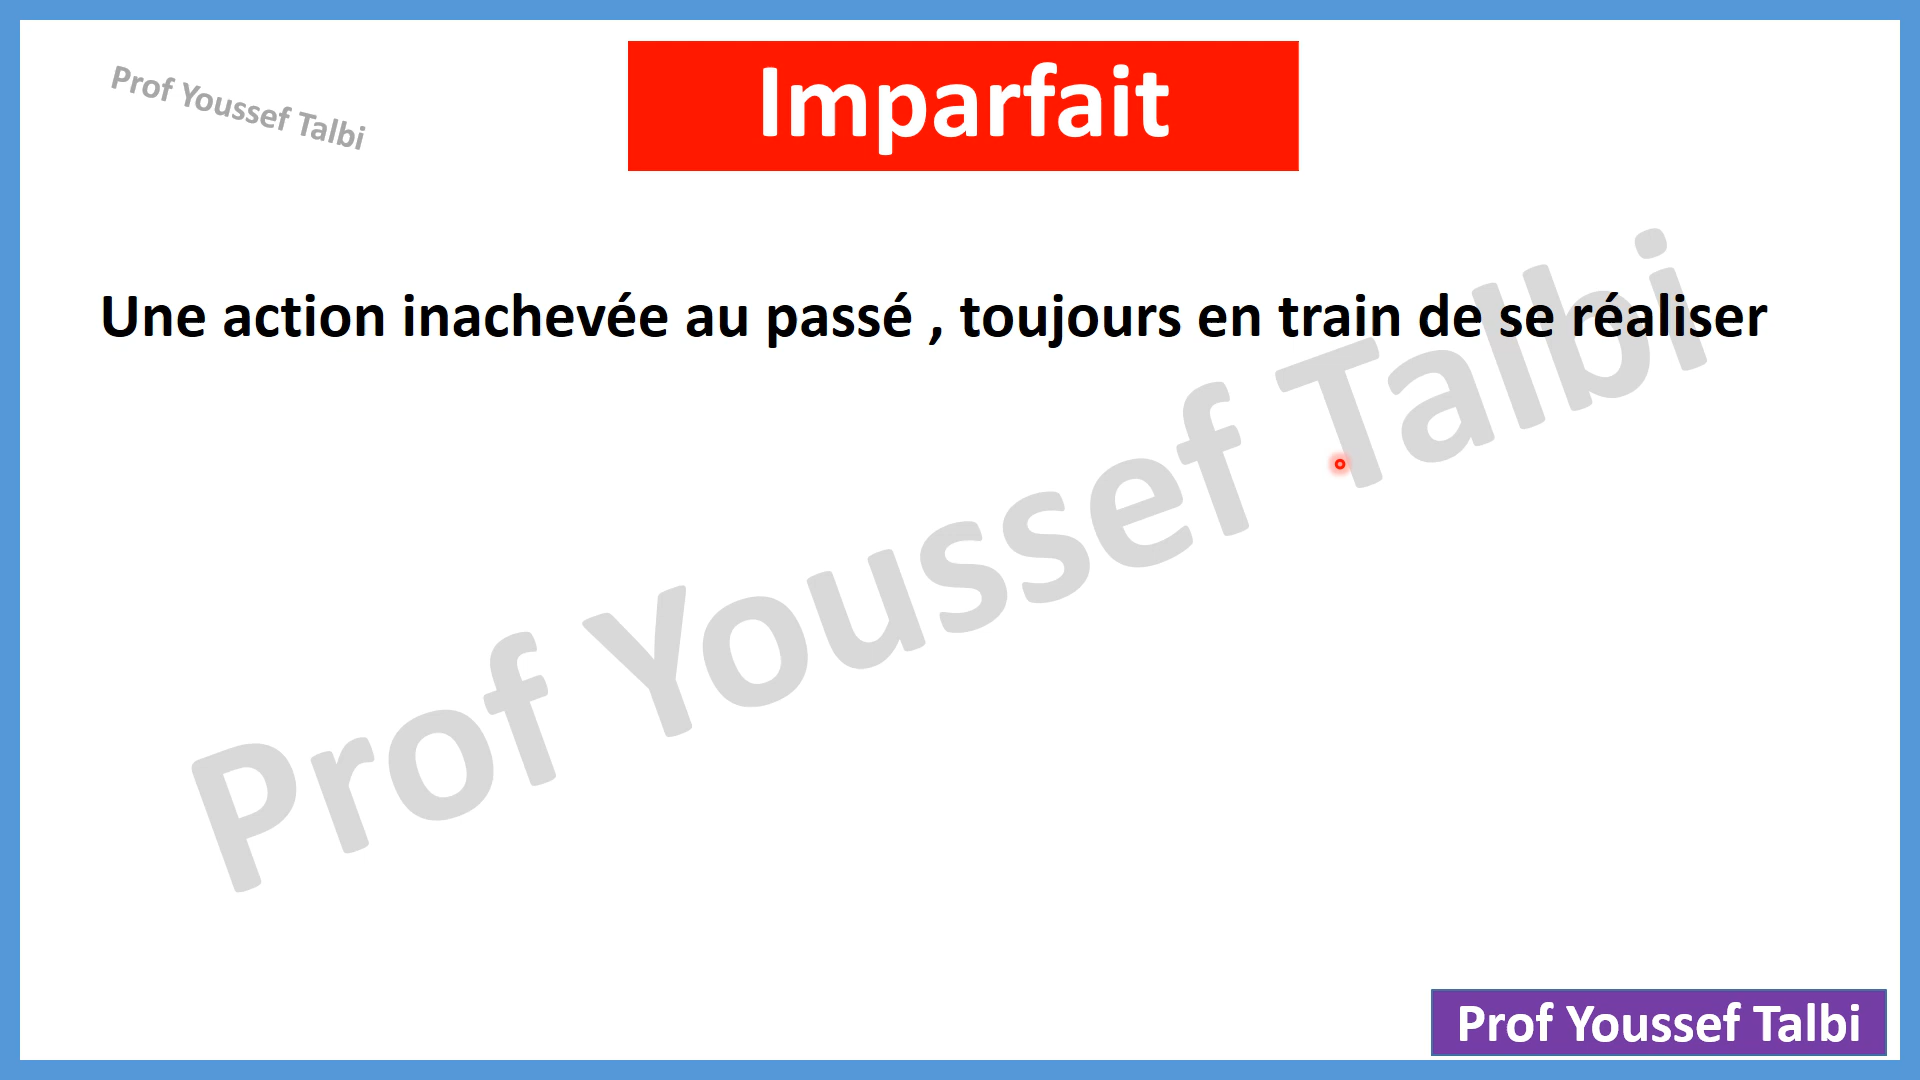 Prof Youssef Talbi
Imparfait
Une action inachevée au passé , toujours en train de se réaliser
Prof Youssef Talbi
Prof Youssef Talbi